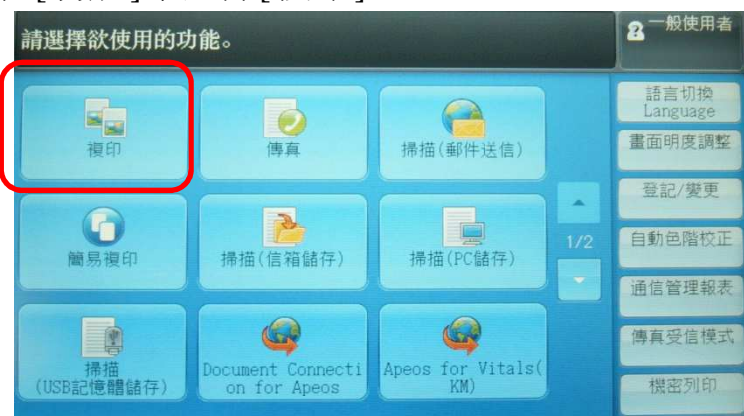 請選擇欲使用的功能。
一般使用者
複印
傳真
掃描(郵件送信)
簡易複印
掃描(信箱儲存)
掃描(PC儲存)
掃描
(USB記憶體儲存)
Document Connecti
on for Apeos
Apeos for Vitals(
KM)
1/2
語言切換
Language
畫面明度調整
登記/變更
自動色階校正
通信管理報表
傳真受信模式
機密列印